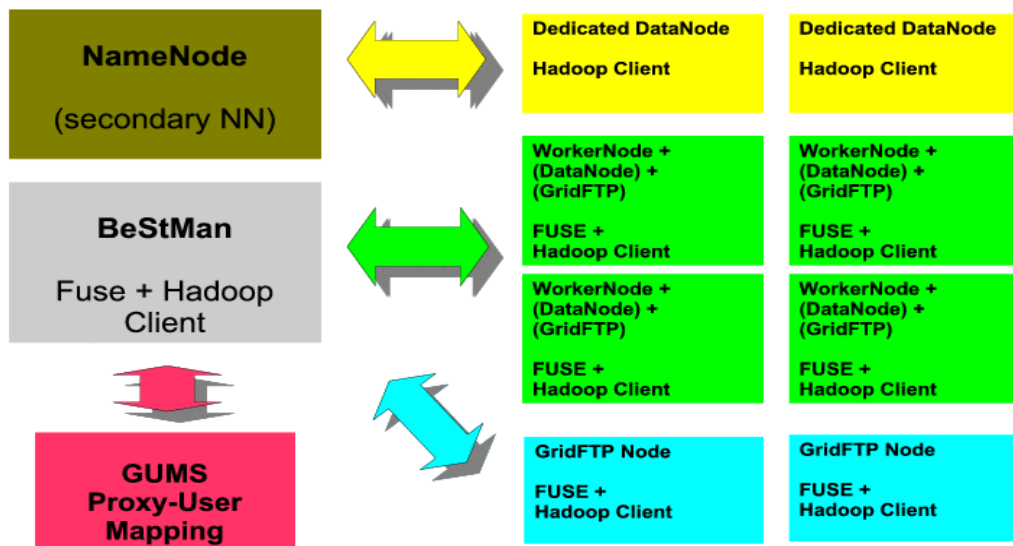 NameNode
(secondary NN)
BeStMan
Fuse + Hadoop
Client
GUMS
Proxy-User
Mapping
Dedicated DataNode
Hadoop Client
Dedicated DataNode
Hadoop Client
WorkerNode +
(DataNode) +
(GridFTP)
FUSE +
Hadoop Client
WorkerNode +
(DataNode) +
(GridFTP)
FUSE +
Hadoop Client
WorkerNode +
(DataNode) +
(GridFTP)
FUSE +
Hadoop Client
WorkerNode +
(DataNode) +
(GridFTP)
FUSE +
Hadoop Client
GridFTP Node
FUSE +
Hadoop Client
GridFTP Node
FUSE +
Hadoop Client